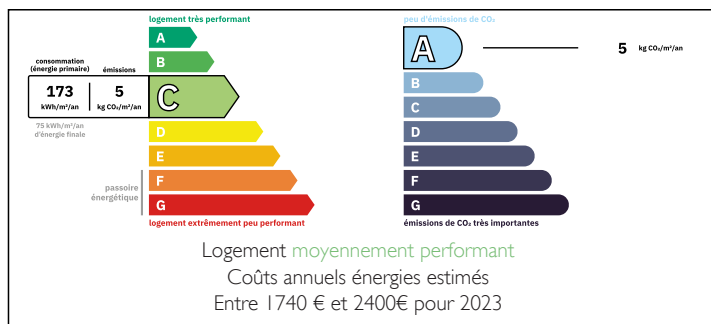 logement très performant
A
B
consommation
(énergie primaire)
émissions
173
kWh/m²/an
5
kg CO₂/m²/an
C
75 kWh/m²/an
d'énergie finale
D
E
passoire
énergétique
F
G
logement extrêmement peu performant
peu d'émissions de CO₂
A
5 kg CO₂/m²/an
B
C
D
E
F
G
émissions de CO₂ très importantes
Logement moyennement performant
Coûts annuels énergies estimés
Entre 1740 € et 2400€ pour 2023